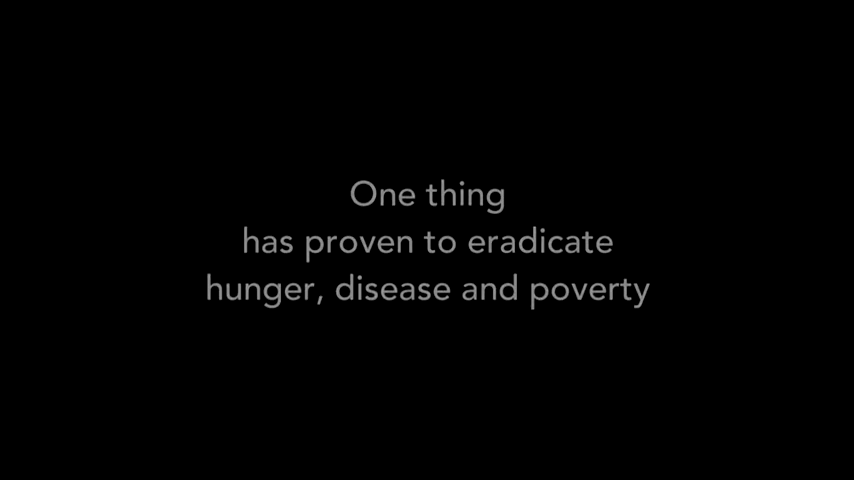 One thing
has proven to eradicate
hunger, disease and poverty